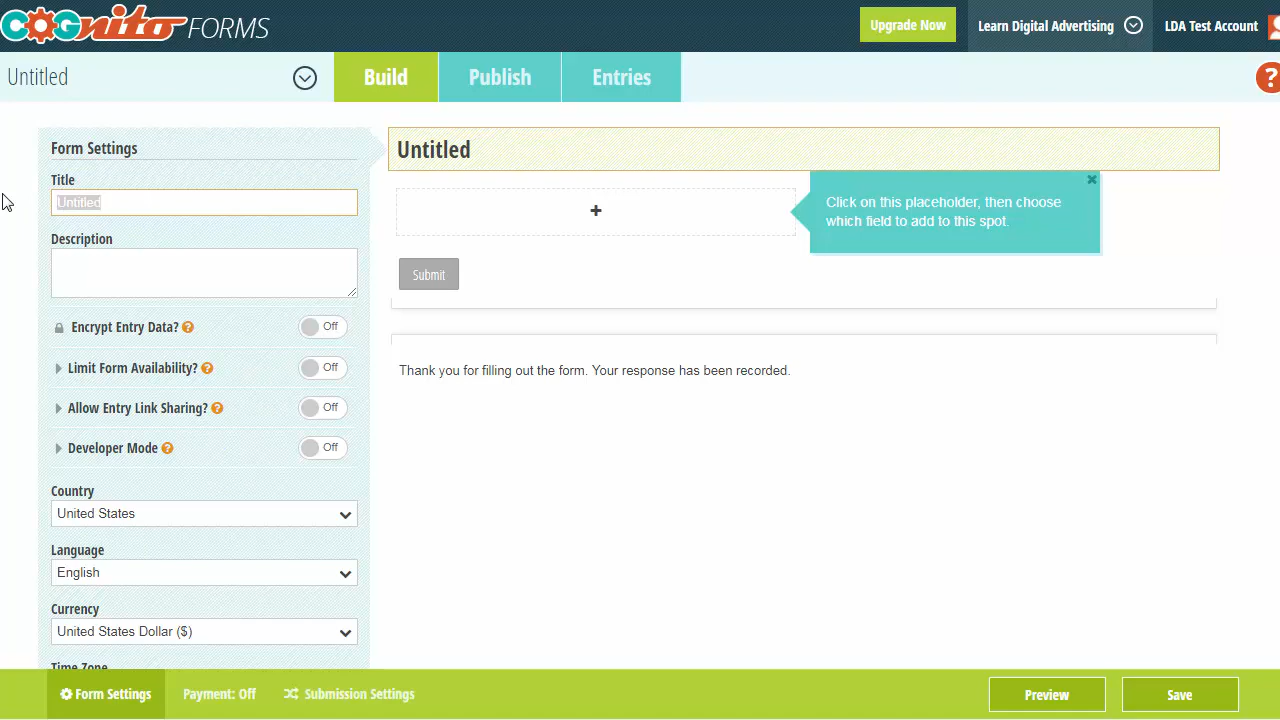 COGnito FORMS
Upgrade Now
Learn Digital Advertising
LDA Test Account
Untitled
Build
Publish
Entries
?
Form Settings
Title
Untitled
Description
Encrypt Entry Data? ?
Off
Limit Form Availability? ?
Off
Allow Entry Link Sharing? ?
Off
Developer Mode ?
Off
Country
United States
Language
English
Currency
United States Dollar ($)
Time Zone
Untitled
+
Click on this placeholder, then choose
which field to add to this spot.
Submit
Thank you for filling out the form. Your response has been recorded.
Form Settings
Payment: Off
Submission Settings
Preview
Save